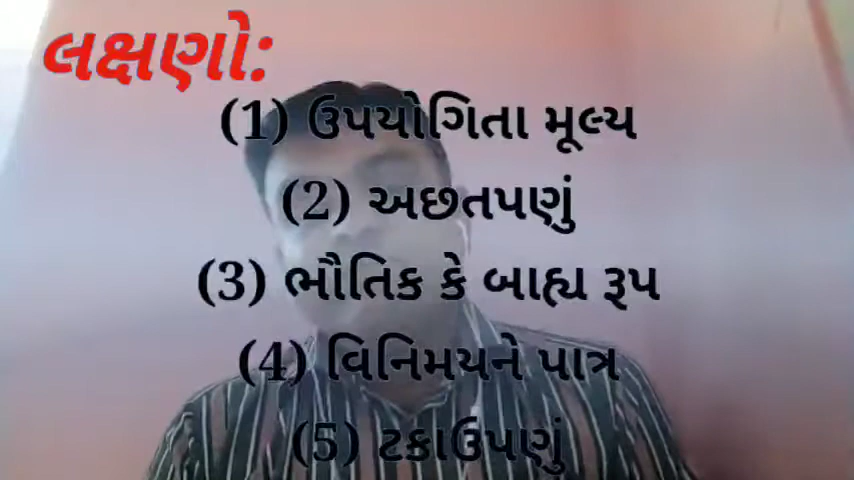 લક્ષણો:
(1) ઉપયોગિતા મૂલ્ય
(2) અછતપણું
(3) ભૌતિક કે બાહ્ય રૂપ
(4) વિનિમયને પાત્ર
(5) ટકાઉપણું